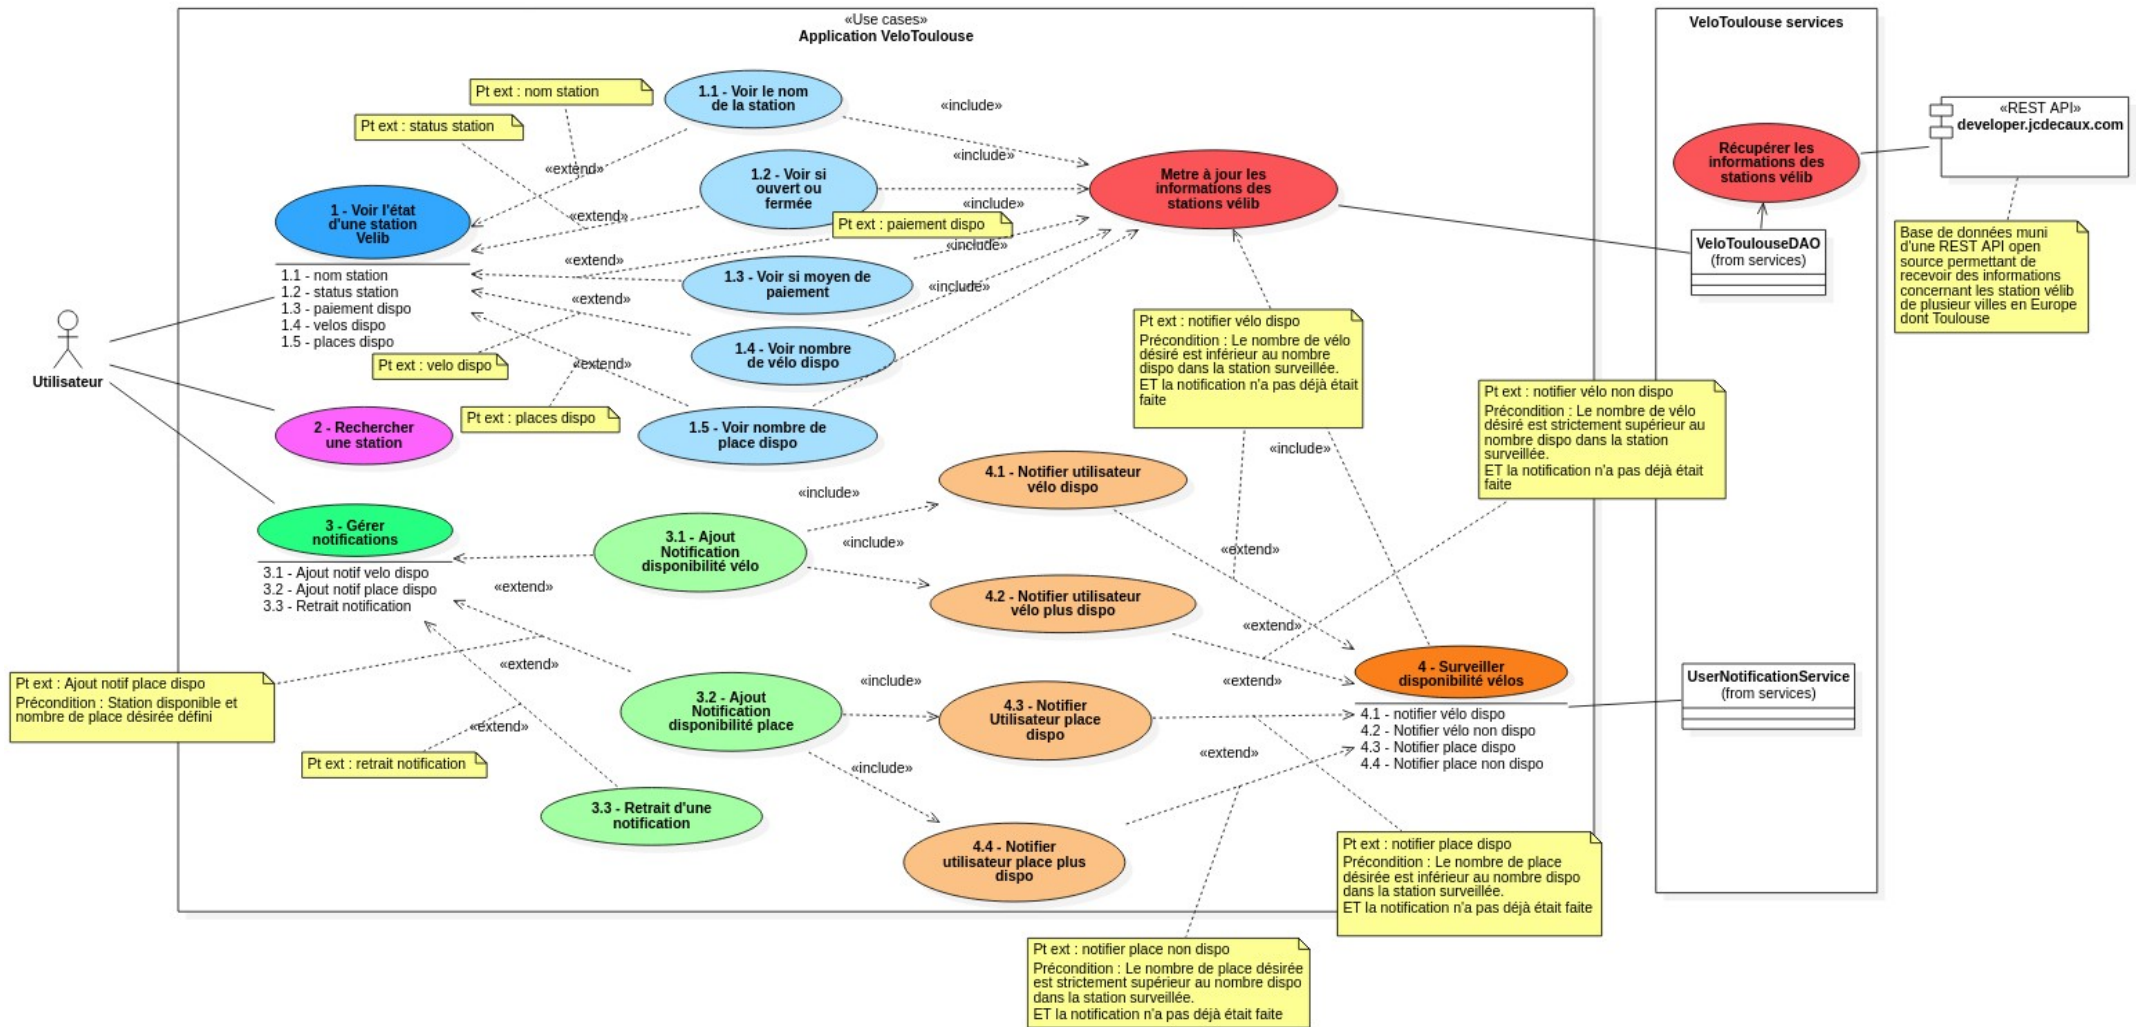 «Use cases»
Application VeloToulouse
VeloToulouse services
Pt ext : nom station
1.1 - Voir le nom
de la station
«include»
«REST API»
developer.jcdecaux.com
Pt ext : status station
«extend»
1.2 - Voir si
ouvert ou
fermée
«include»
Metre à jour les
informations des
stations vélib
Récupérer les
informations des
stations vélib
1 - Voir l'état
d'une station
Velib
«extend»
«include»
Pt ext : paiement dispo
«include»
VeloToulouseDAO
(from services)
Base de données muni
d'une REST API open
source permettant de
recevoir des informations
concernant les station vélib
de plusieur villes en Europe
dont Toulouse
1.1 - nom station
1.2 - status station
1.3 - paiement dispo
1.4 - velos dispo
1.5 - places dispo
«extend»
1.3 - Voir si moyen de
paiement
«include»
«extend»
Pt ext : notifier vélo dispo
Précondition : Le nombre de vélo
désiré est inférieur au nombre
dispo dans la station surveillée.
ET la notification n'a pas déjà était
faite
1.4 - Voir nombre
de vélo dispo
Pt ext : velo dispo
«extend»
Utilisateur
Pt ext : notifier vélo non dispo
Précondition : Le nombre de vélo
désiré est strictement supérieur au
nombre dispo dans la station
surveillée.
ET la notification n'a pas déjà était
faite
Pt ext : places dispo
2 - Rechercher
une station
1.5 - Voir nombre de
place dispo
«include»
4.1 - Notifier utilisateur
vélo dispo
«include»
3 - Gérer
notifications
3.1 - Ajout
Notification
disponibilité vélo
«include»
«extend»
3.1 - Ajout notif velo dispo
3.2 - Ajout notif place dispo
3.3 - Retrait notification
«extend»
4.2 - Notifier utilisateur
vélo plus dispo
«extend»
«extend»
4 - Surveiller
disponibilité vélos
UserNotificationService
(from services)
Pt ext : Ajout notif place dispo
Précondition : Station disponible et
nombre de place désirée défini
3.2 - Ajout
Notification
disponibilité place
«include»
«extend»
4.3 - Notifier
Utilisateur place
dispo
4.1 - notifier vélo dispo
4.2 - Notifier vélo non dispo
4.3 - Notifier place dispo
4.4 - Notifier place non dispo
«extend»
«extend»
Pt ext : retrait notification
«include»
3.3 - Retrait d'une
notification
4.4 - Notifier
utilisateur place plus
dispo
Pt ext : notifier place dispo
Précondition : Le nombre de place
désirée est inférieur au nombre dispo
dans la station surveillée.
ET la notification n'a pas déjà était faite
Pt ext : notifier place non dispo
Précondition : Le nombre de place désirée
est strictement supérieur au nombre dispo
dans la station surveillée.
ET la notification n'a pas déjà était faite